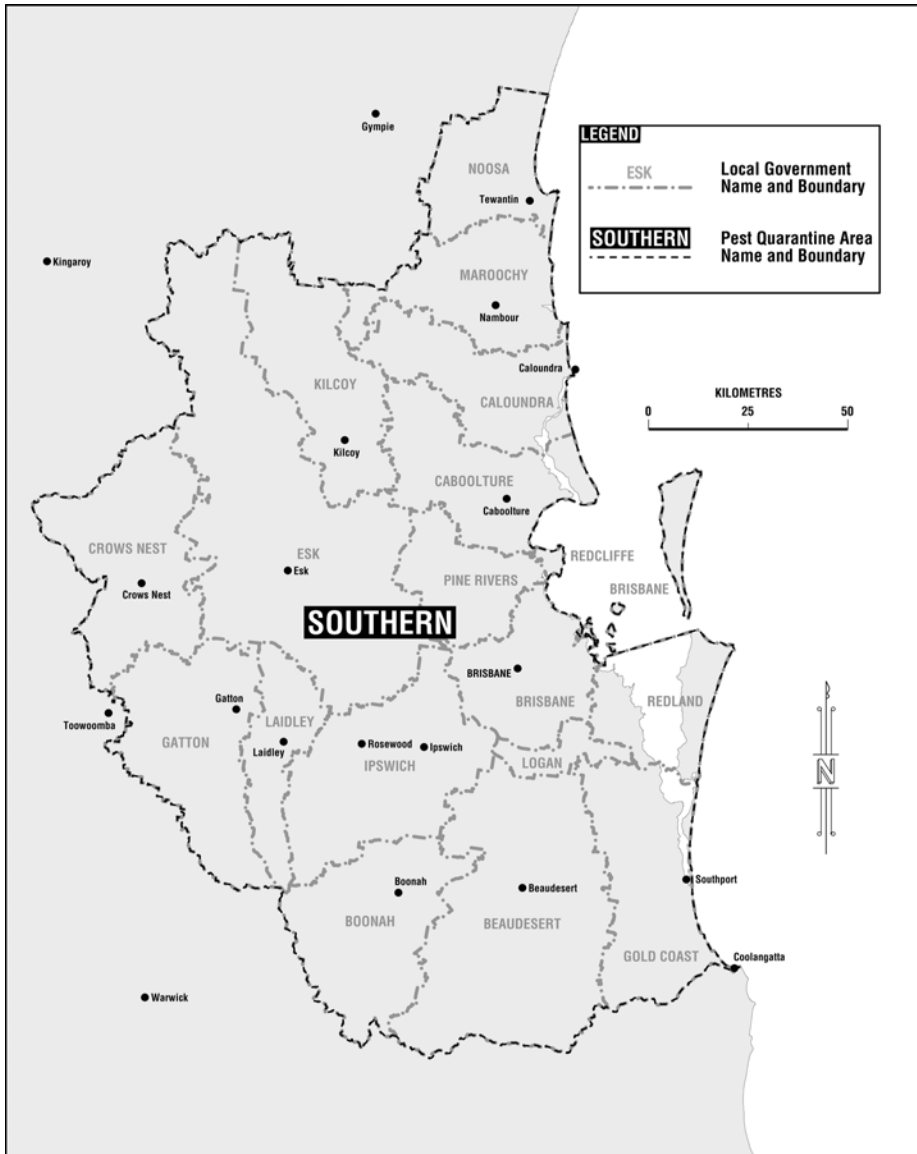 Gympie
LEGEND
ESK
Local Government
Name and Boundary
NOOSA
Tewantin
SOUTHERN
Pest Quarantine Area
Name and Boundary
Kingaroy
MAROOCHY
Nambour
Caloundra
KILCOY
CALOUNDRA
KILOMETRES
0 25 50
Kilcoy
CABOOLTURE
Caboolture
CROWS NEST
ESK
Esk
REDCLIFFE
PINE RIVERS
BRISBANE
Crows Nest
SOUTHERN
BRISBANE
BRISBANE
REDLAND
Gatton
Toowoomba
LAIDLEY
GATTON
Laidley
Rosewood
Ipswich
IPSWICH
LOGAN
N
Southport
Boonah
Beaudesert
BOONAH
BEAUDESERT
GOLD COAST
Coolangatta
Warwick